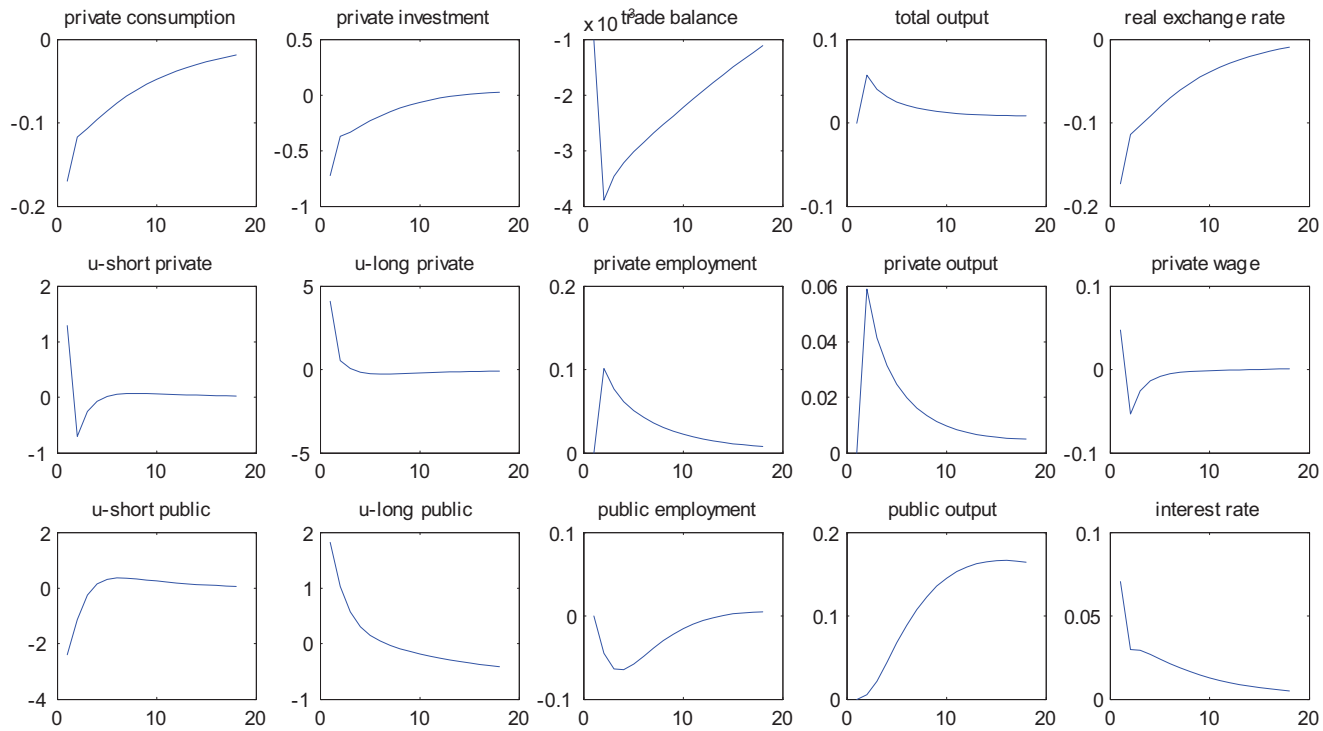 private consumption
0
-0.1
-0.2
0 10 20
private investment
0.5
0
-0.5
-1
0 10 20
trade balance
-1
-2
-3
-4
0 10 20
total output
0.1
0
-0.1
0 10 20
real exchange rate
0
-0.1
-0.2
0 10 20
u-short private
2
1
0
-1
0 10 20
u-long private
5
0
-5
0 10 20
private employment
0.2
0.1
0
0 10 20
private output
0.06
0.04
0.02
0
0 10 20
private wage
0.1
0
-0.1
0 10 20
u-short public
2
0
-2
-4
0 10 20
u-long public
2
1
0
-1
0 10 20
public employment
0.1
0
-0.1
0 10 20
public output
0.2
0.1
0
0 10 20
interest rate
0.1
0.05
0
0 10 20